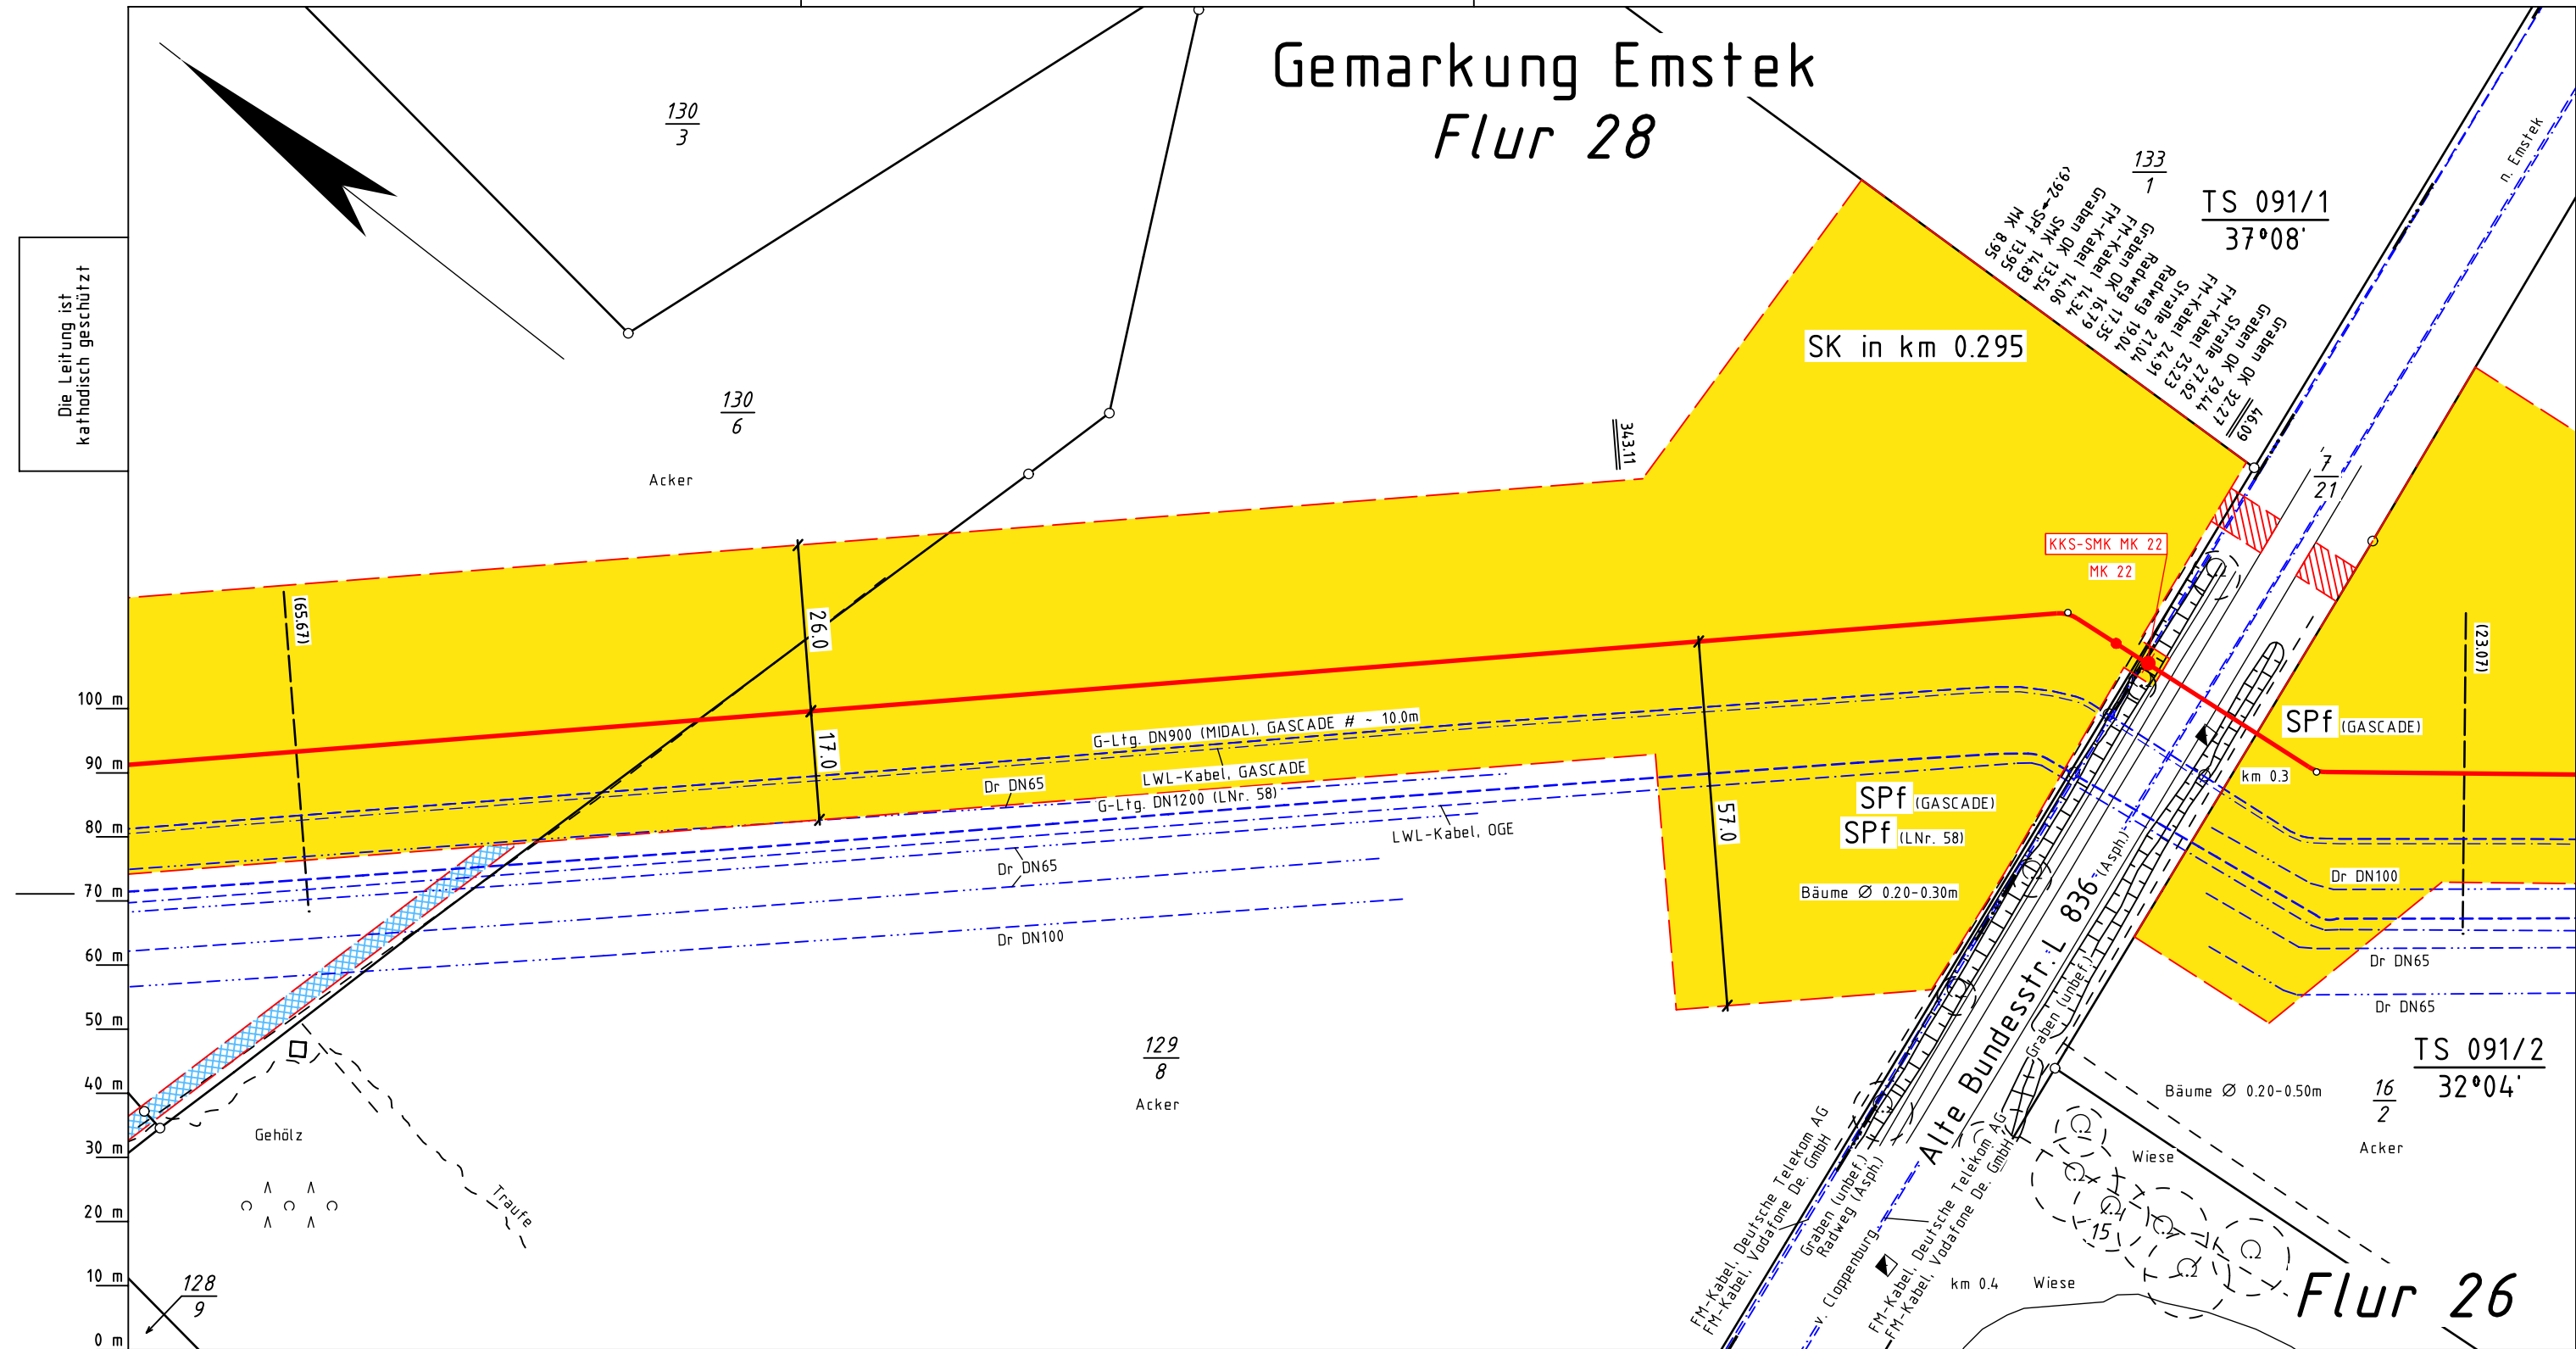 Gemarkung Emstek
Flur 28
130
3
133
1
TS 091/1
37°08'
n. Emstek
Die Leitung ist
kathodisch geschützt
130
6
Acker
SK in km 0.295
(9.92→SPf 13.95
MK 8.95
SMK 14.83
Graben OK 13.54
FM-Kabel 14.06
FM-Kabel 14.34
Graben OK 16.79
Radweg 17.35
Radweg 19.04
Straße 21.04
FM-Kabel 24.91
FM-Kabel 25.23
Straße 27.62
Graben OK 29.44
Graben OK 32.27
46.09
343.11
7
21
KKS-SMK MK 22
MK 22
(65.67)
26.0
17.0
57.0
(23.07)
G-Ltg. DN900 (MIDAL), GASCADE # ~ 10.0m
LWL-Kabel, GASCADE
Dr DN65
G-Ltg. DN1200 (LNr. 58)
LWL-Kabel, OGE
Dr DN65
Dr DN100
SPf (GASCADE)
km 0.3
SPf (GASCADE)
SPf (LNr. 58)
Bäume Ø 0.20-0.30m
Dr DN100
Dr DN65
Dr DN65
Alte Bundesstr. L 836 (Asph.)
Graben (unbef.)
129
8
Acker
TS 091/2
32°04'
Bäume Ø 0.20-0.50m
16
2
Acker
Wiese
15
Gehölz
Traufe
FM-Kabel, Deutsche Telekom AG
FM-Kabel, Vodafone De. GmbH
Graben (unbef.)
Radweg (Asph.)
v. Cloppenburg
FM-Kabel, Deutsche Telekom AG
FM-Kabel, Vodafone De. GmbH
km 0.4
Wiese
Flur 26
128
9
100 m
90 m
80 m
70 m
60 m
50 m
40 m
30 m
20 m
10 m
0 m